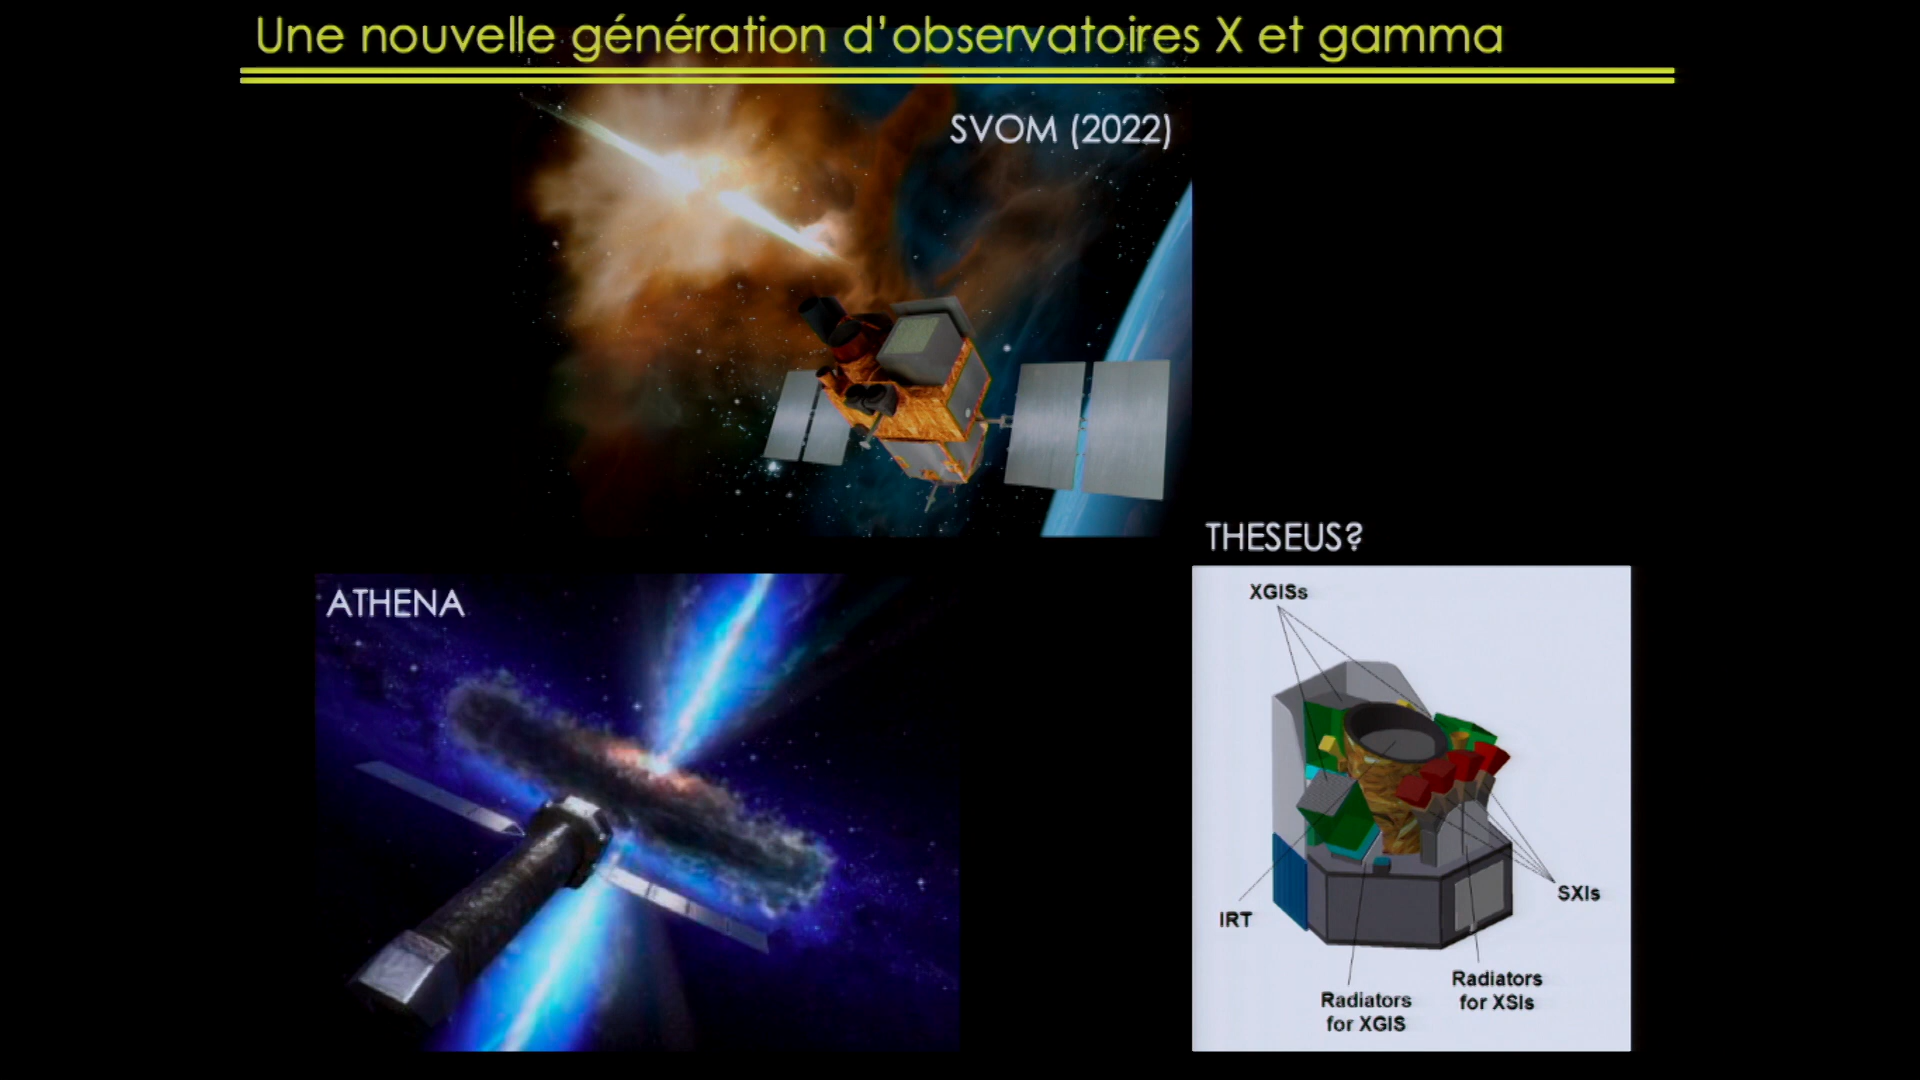 Une nouvelle génération d'observatoires X et gamma
SVOM (2022)
THESEUS?
ATHENA
XGISs
SXIs
IRT
Radiators
for XSIs
Radiators
for XGIS